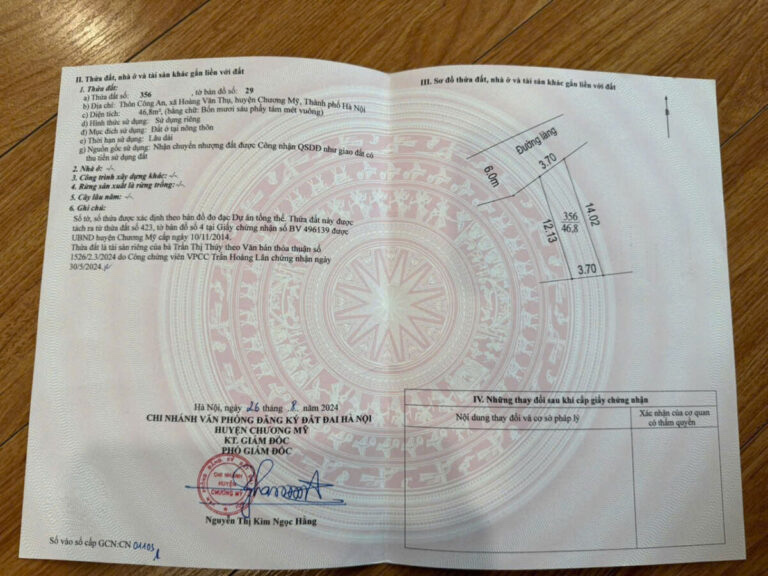 II. Thửa đất, nhà ở và tài sản khác gắn liền với đất
1. Thửa đất:
a) Thửa đất số: 356 , tờ bản đồ số: 29
b) Địa chỉ: Thôn Công An, xã Hoàng Văn Thụ, huyện Chương Mỹ, Thành phố Hà Nội
c) Diện tích: 46,8m², (bằng chữ: Bốn mươi sáu phẩy tám mét vuông)
d) Hình thức sử dụng: Sử dụng riêng
đ) Mục đích sử dụng: Đất ở tại nông thôn
e) Thời hạn sử dụng: Lâu dài
g) Nguồn gốc sử dụng: Nhận chuyển nhượng đất được Công nhận QSDĐ như giao đất có
thu tiền sử dụng đất
2. Nhà ở: -/-
3. Công trình xây dựng khác: -/-
4. Rừng sản xuất là rừng trồng: -/-
5. Cây lâu năm: -/-
6. Ghi chú:
Số tờ, số thửa được xác định theo bản đồ đo đạc Dự án tổng thể. Thửa đất này được
tách ra từ thửa đất số 423, tờ bản đồ số 4 tại Giấy chứng nhận số BV 496139 được
UBND huyện Chương Mỹ cấp ngày 10/11/2014.
Thửa đất là tài sản riêng của bà Trần Thị Thúy theo Văn bản thỏa thuận số
1526/2.3/2024 do Công chứng viên VPCC Trần Hoàng Lân chứng nhận ngày
30/5/2024.
Hà Nội, ngày 26 tháng 8 năm 2024
CHI NHÁNH VĂN PHÒNG ĐĂNG KÝ ĐẤT ĐAI HÀ NỘI
HUYỆN CHƯƠNG MỸ
KT. GIÁM ĐỐC
PHÓ GIÁM ĐỐC
CHI NHÁNH
HUYỆN
CHƯƠNG MỸ
Nguyễn Thị Kim Ngọc Hằng
Số vào sổ cấp GCN:CN 01103
III. Sơ đồ thửa đất, nhà ở và tài sản khác gắn liền với đất
Đường làng
6.0m
3.70
356
46,8
14.02
12.13
3.70
IV. Những thay đổi sau khi cấp giấy chứng nhận
Nội dung thay đổi và cơ sở pháp lý
Xác nhận của cơ quan
có thẩm quyền